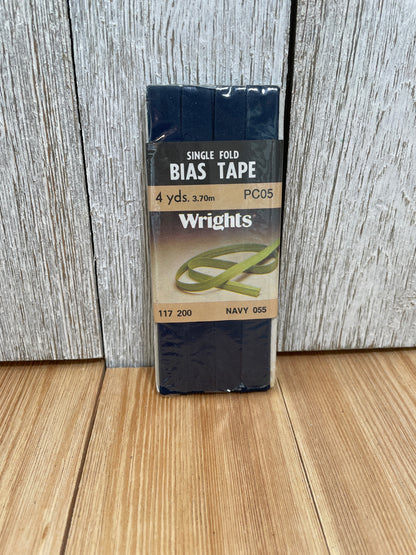 SINGLE FOLD
BIAS TAPE
4 yds. 3.70m PC05
Wrights®
117 200 NAVY 055